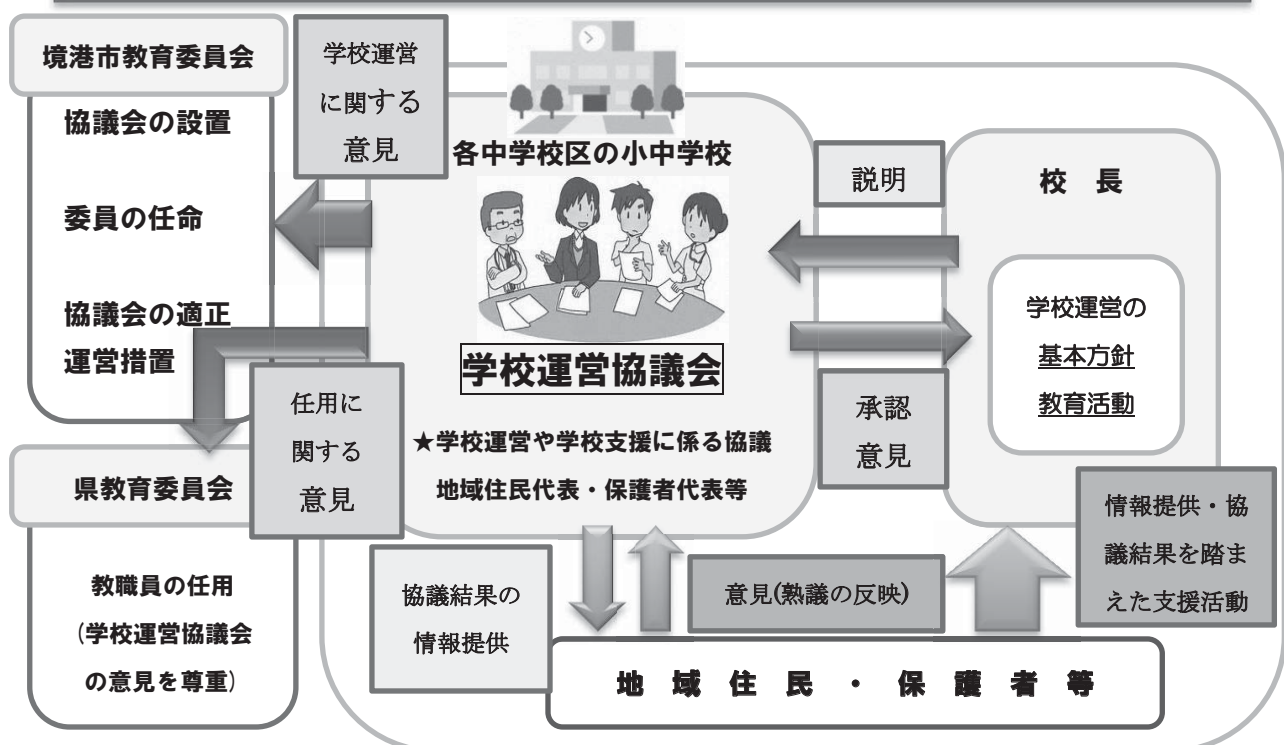 境港市教育委員会
協議会の設置
委員の任命
協議会の適正
運営措置
学校運営
に関する
意見
各中学校区の小中学校
学校運営協議会
★学校運営や学校支援に係る協議
地域住民代表・保護者代表等
説明
承認
意見
校 長
学校運営の
基本方針
教育活動
任用に
関する
意見
県教育委員会
教職員の任用
(学校運営協議会
の意見を尊重)
協議結果の
情報提供
意見(熟議の反映)
情報提供・協
議結果を踏ま
えた支援活動
地 域 住 民 ・ 保 護 者 等